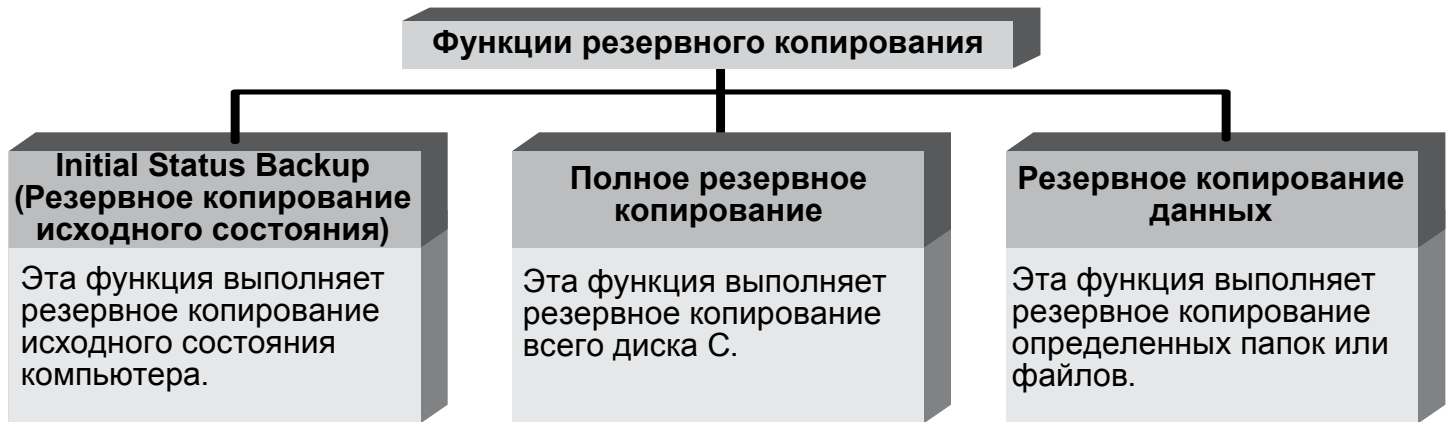 Функции резервного копирования
Initial Status Backup
(Резервное копирование
исходного состояния)
Эта функция выполняет
резервное копирование
исходного состояния
компьютера.
Полное резервное
копирование
Эта функция выполняет
резервное копирование
всего диска C.
Резервное копирование
данных
Эта функция выполняет
резервное копирование
определенных папок или
файлов.